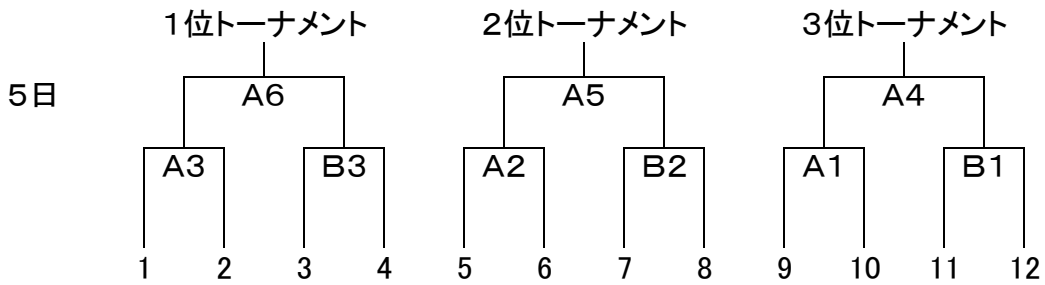 １位トーナメント ２位トーナメント ３位トーナメント
５日 Ａ６ Ａ５ Ａ４
Ａ３ Ｂ３ Ａ２ Ｂ２ Ａ１ Ｂ１
1 2 3 4 5 6 7 8 9 10 11 12